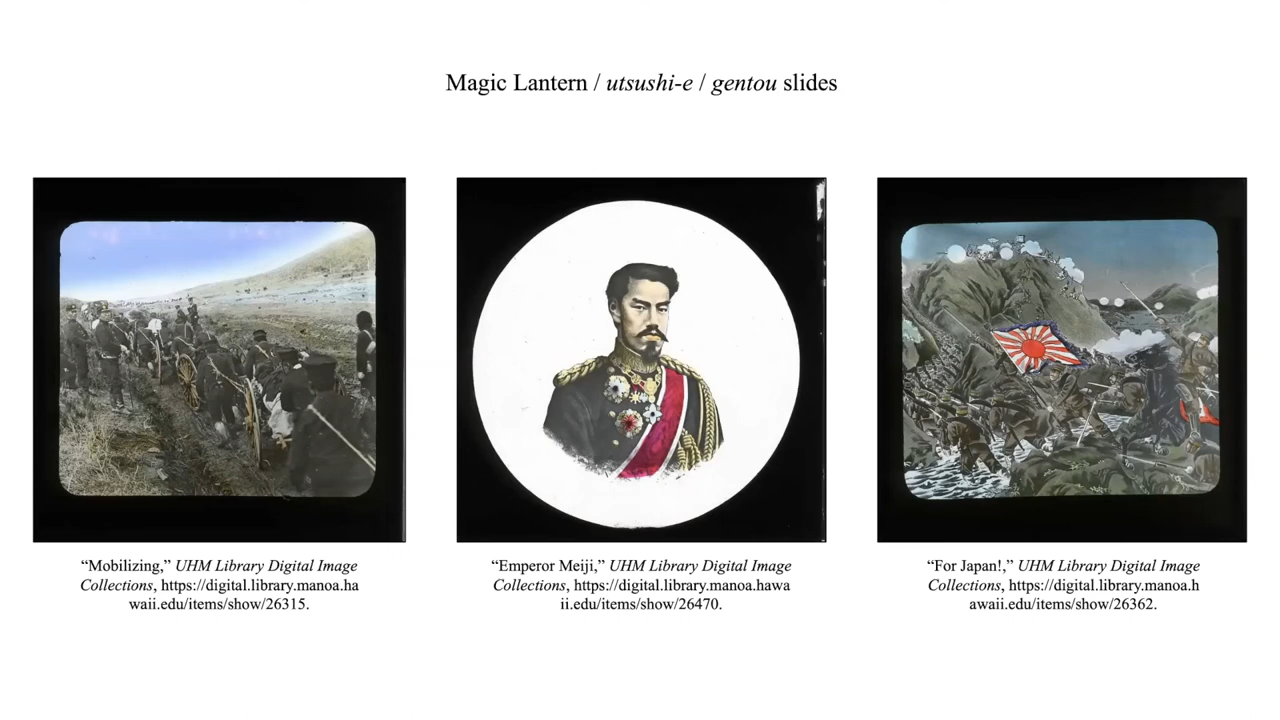 Magic Lantern / utsushi-e / gentou slides
“Mobilizing,” UHM Library Digital Image
Collections, https://digital.library.manoa.ha
waii.edu/items/show/26315.
“Emperor Meiji,” UHM Library Digital Image
Collections, https://digital.library.manoa.hawa
ii.edu/items/show/26470.
“For Japan!,” UHM Library Digital Image
Collections, https://digital.library.manoa.h
awaii.edu/items/show/26362.